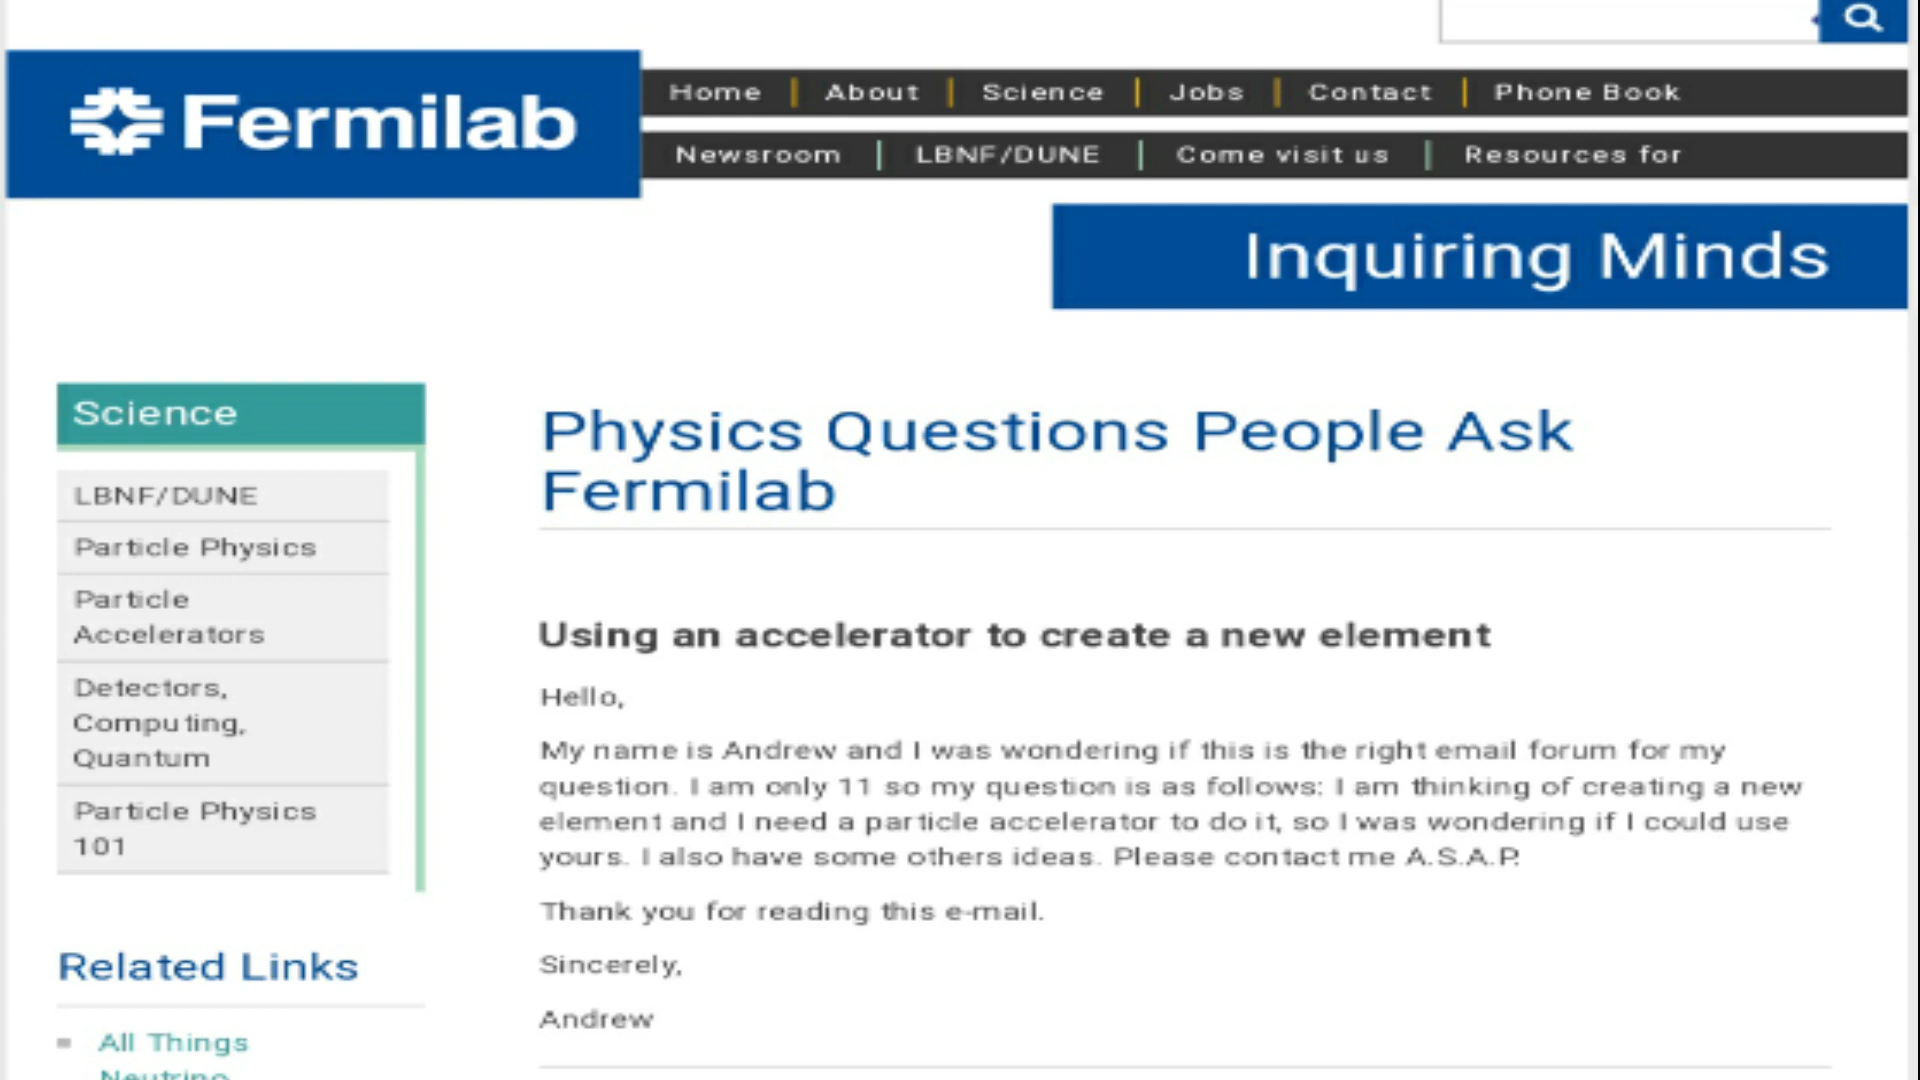 Fermilab
Home | About | Science | Jobs | Contact | Phone Book
Newsroom | LBNF/DUNE | Come visit us | Resources for
Inquiring Minds
Science
LBNF/DUNE
Particle Physics
Particle
Accelerators
Detectors,
Computing,
Quantum
Particle Physics
101
Related Links
All Things
Neutrino
Physics Questions People Ask
Fermilab
Using an accelerator to create a new element
Hello,
My name is Andrew and I was wondering if this is the right email forum for my
question. I am only 11 so my question is as follows: I am thinking of creating a new
element and I need a particle accelerator to do it, so I was wondering if I could use
yours. I also have some others ideas. Please contact me A.S.A.P.
Thank you for reading this e-mail.
Sincerely,
Andrew